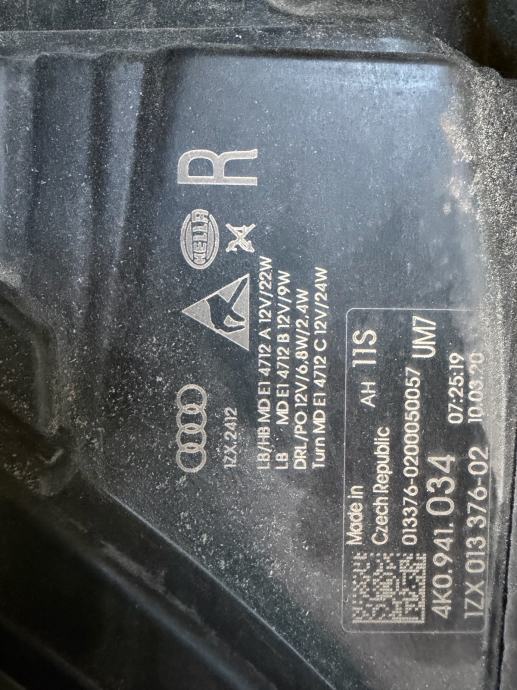 R
HELLA
1ZX 2412
LB/HB MD E1 4712 A 12V/22W
LB MD E1 4712 B 12V/9W
DRL/PO 12V/6,8W/2.4W
Turn MD E1 4712 C 12V/24W
Made in
Czech Republic AH 11S
013376-0200050057 UM7
4K0.941.034 07:25:19
1ZX 013 376-02 10.03.20